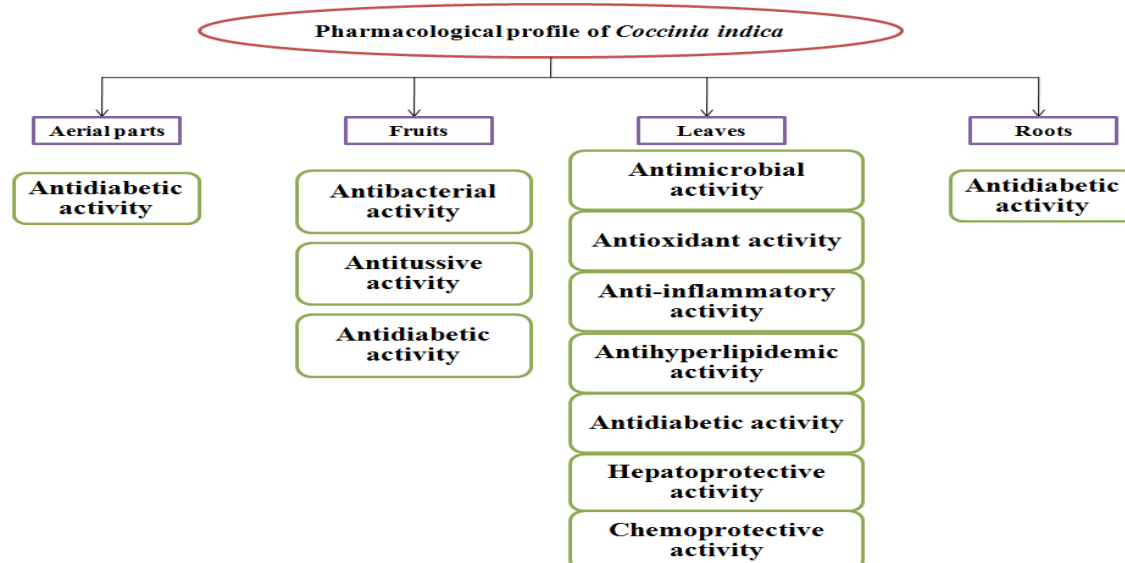 Pharmacological profile of Coccinia indica
Aerial parts
Antidiabetic
activity
Fruits
Antibacterial
activity
Antitussive
activity
Antidiabetic
activity
Leaves
Antimicrobial
activity
Antioxidant activity
Anti-inflammatory
activity
Antihyperlipidemic
activity
Antidiabetic activity
Hepatoprotective
activity
Chemoprotective
activity
Roots
Antidiabetic
activity